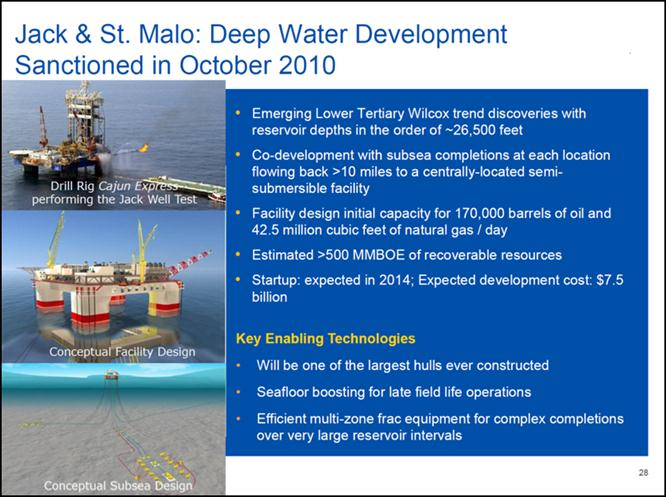 Jack & St. Malo: Deep Water Development
Sanctioned in October 2010
Drill Rig Cajun Express
performing the Jack Well Test
Conceptual Facility Design
Conceptual Subsea Design
• Emerging Lower Tertiary Wilcox trend discoveries with
reservoir depths in the order of ~26,500 feet
• Co-development with subsea completions at each location
flowing back >10 miles to a centrally-located semi-
submersible facility
• Facility design initial capacity for 170,000 barrels of oil and
42.5 million cubic feet of natural gas / day
• Estimated >500 MMBOE of recoverable resources
• Startup: expected in 2014; Expected development cost: $7.5
billion
Key Enabling Technologies
• Will be one of the largest hulls ever constructed
• Seafloor boosting for late field life operations
• Efficient multi-zone frac equipment for complex completions
over very large reservoir intervals
28